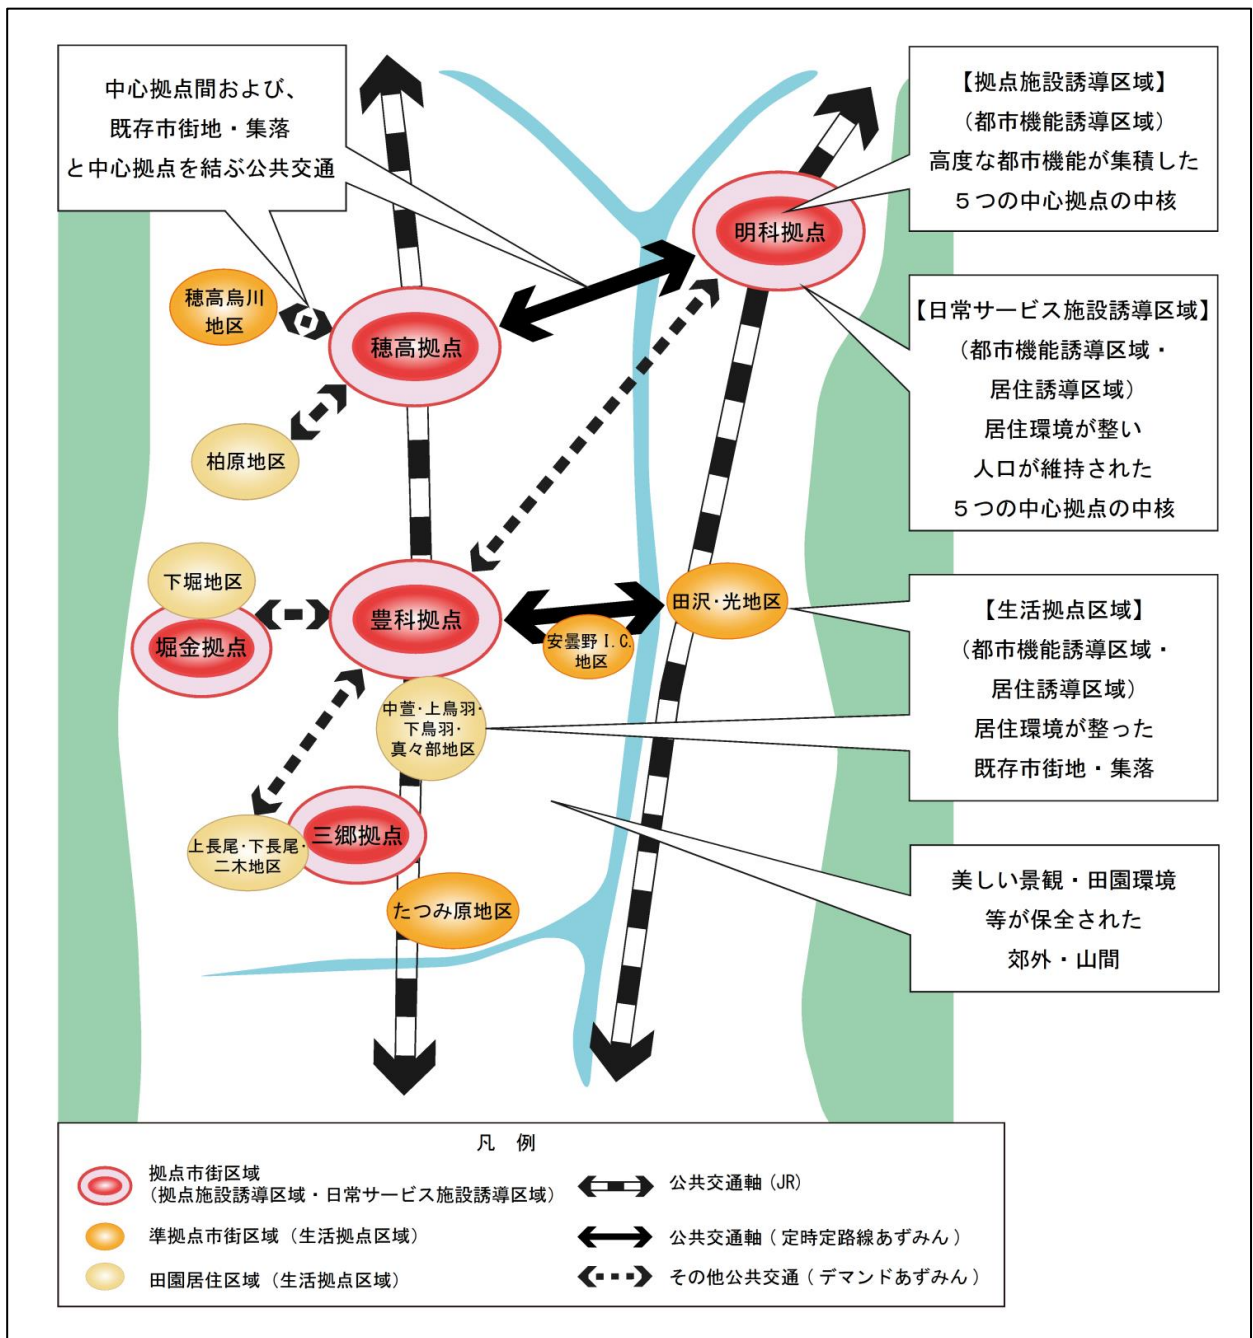 中心拠点間および、
既存市街地・集落
と中心拠点を結ぶ公共交通
【拠点施設誘導区域】
(都市機能誘導区域)
高度な都市機能が集積した
５つの中心拠点の中核
明科拠点
穂高烏川
地区
穂高拠点
【日常サービス施設誘導区域】
(都市機能誘導区域・
居住誘導区域)
居住環境が整い
人口が維持された
５つの中心拠点の中核
柏原地区
下堀地区
堀金拠点
豊科拠点
田沢・光地区
安曇野I.C.
地区
【生活拠点区域】
(都市機能誘導区域・
居住誘導区域)
居住環境が整った
既存市街地・集落
中萱・上鳥羽・
下鳥羽・
真々部地区
三郷拠点
上長尾・下長尾・
二木地区
たつみ原地区
美しい景観・田園環境
等が保全された
郊外・山間
凡 例
拠点市街区域
(拠点施設誘導区域・日常サービス施設誘導区域)
準拠点市街区域(生活拠点区域)
田園居住区域(生活拠点区域)
公共交通軸(JR)
公共交通軸(定時定路線あずみん)
その他公共交通(デマンドあずみん)